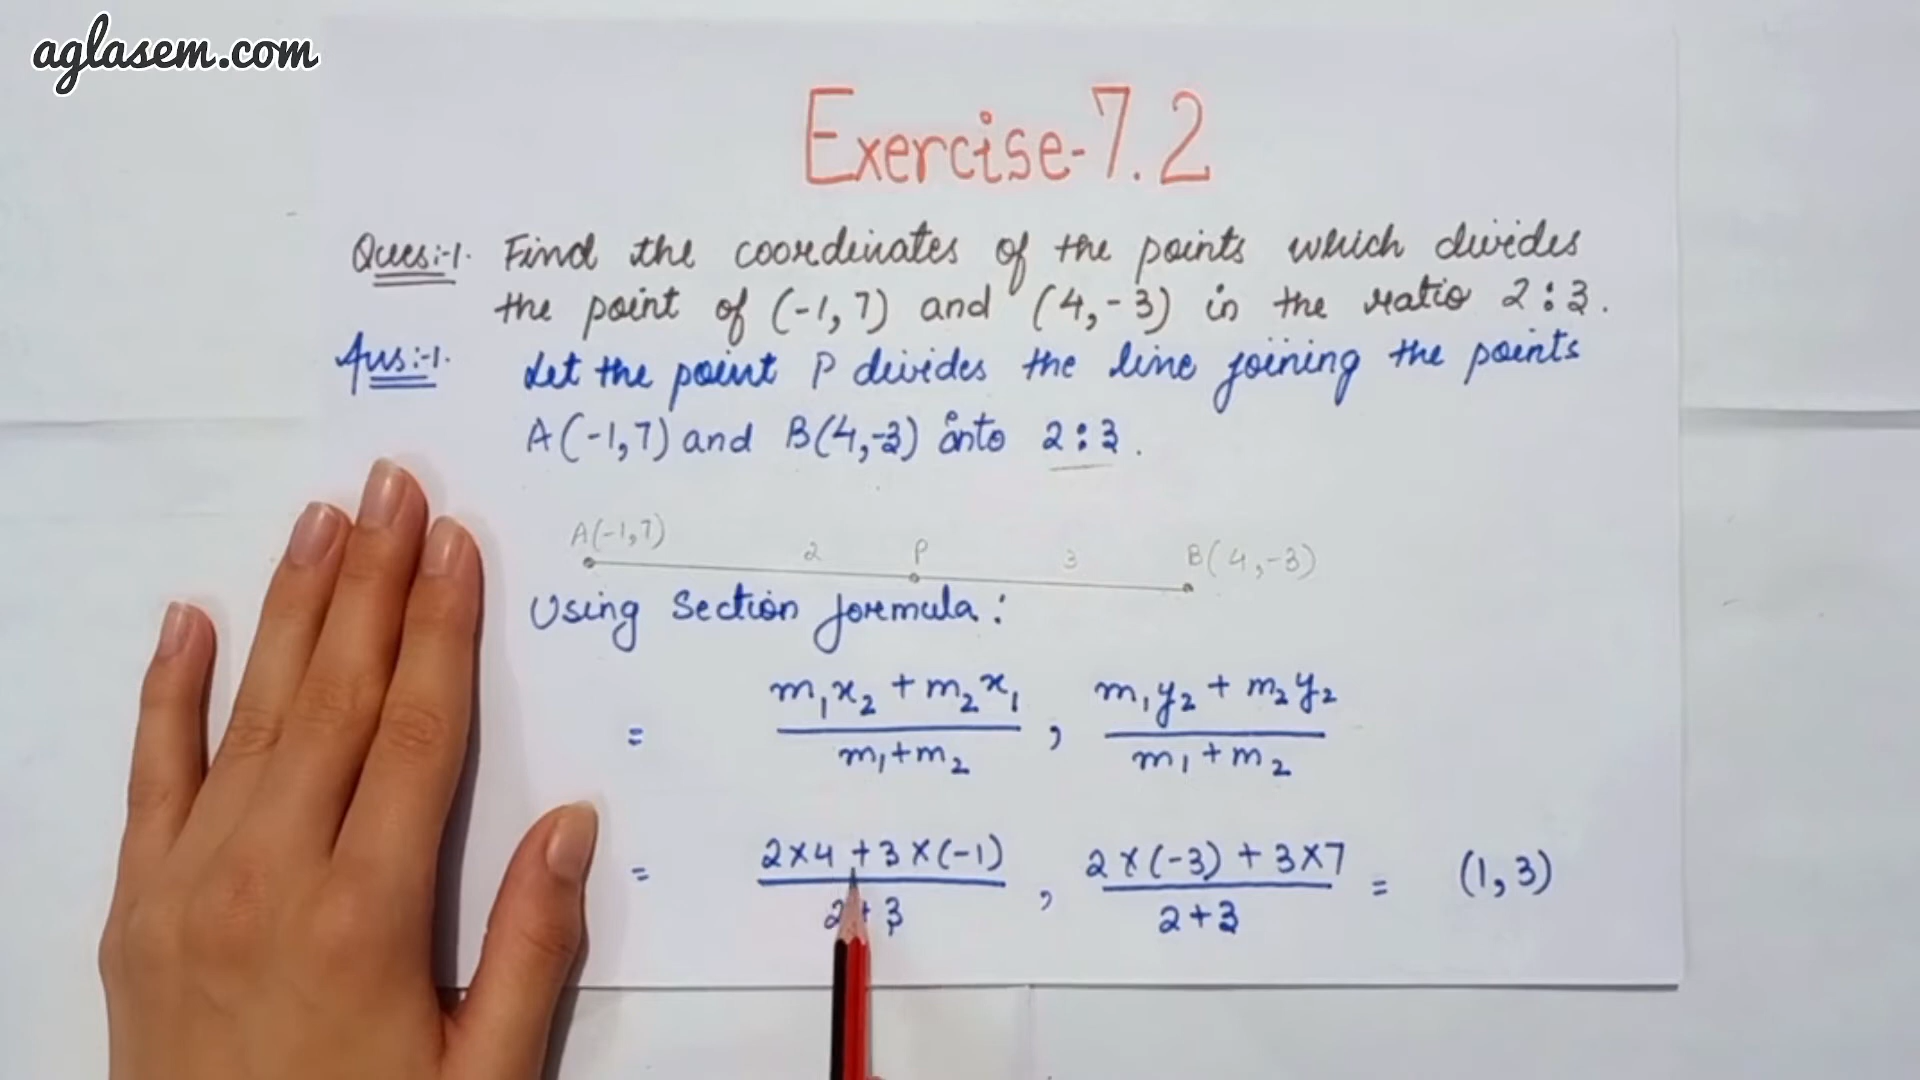 aglasem.com
Exercise-7.2
Ques:-1. Find the coordinates of the points which divides
the point of (-1,7) and (4,-3) in the ratio 2:3.
Ans:-1. Let the point P divides the line joining the points
A(-1,7) and B(4,-3) into 2:3.
A(-1,7) 2 P 3 B(4,-3)
Using Section formula:
= m₁x₂ + m₂x₁ / m₁+m₂ , m₁y₂ + m₂y₂ / m₁+m₂
= 2×4+3×(-1) / 2+3 , 2×(-3)+3×7 / 2+3 = (1,3)